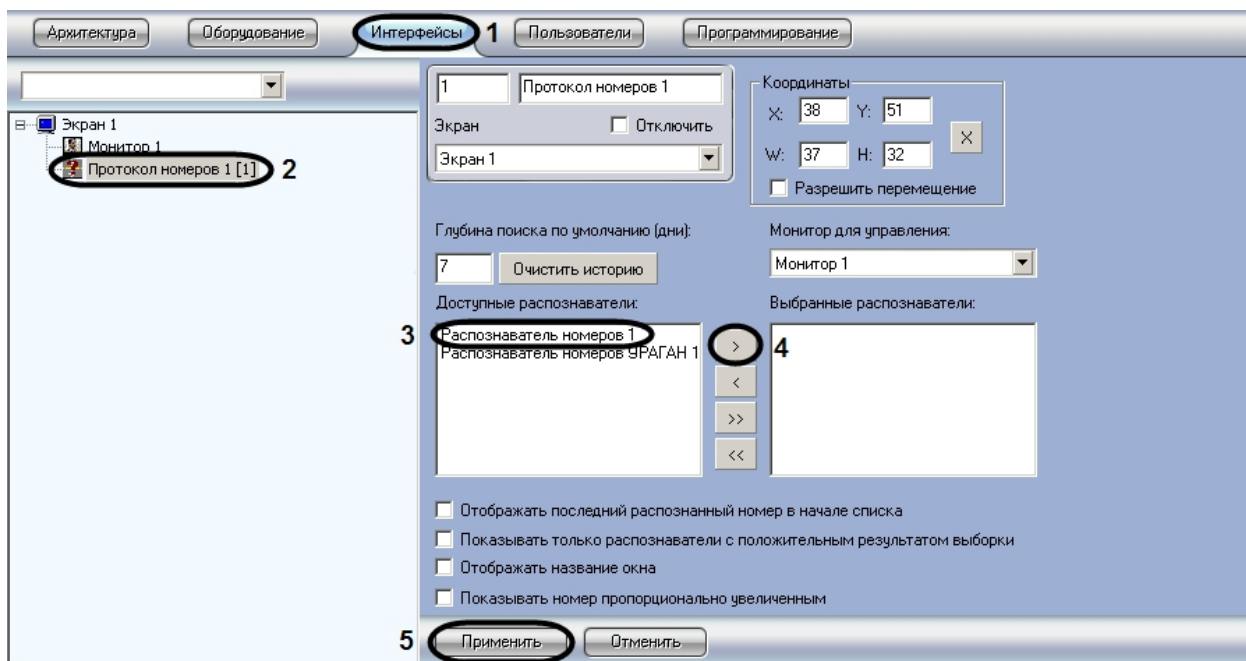 Архитектура Оборудование Интерфейсы 1 Пользователи Программирование
Экран 1
Монитор 1
Протокол номеров 1 [1] 2
1 Протокол номеров 1
Экран Отключить
Экран 1
Координаты
X: 38 Y: 51
X
W: 37 H: 32
Разрешить перемещение
Глубина поиска по умолчанию (дни):
7 Очистить историю
Монитор для управления:
Монитор 1
Доступные распознаватели:
3 Распознаватель номеров 1
Распознаватель номеров УРАГАН 1
> 4
<
>>
<<
Выбранные распознаватели:
Отображать последний распознанный номер в начале списка
Показывать только распознаватели с положительным результатом выборки
Отображать название окна
Показывать номер пропорционально увеличенным
5 Применить Отменить